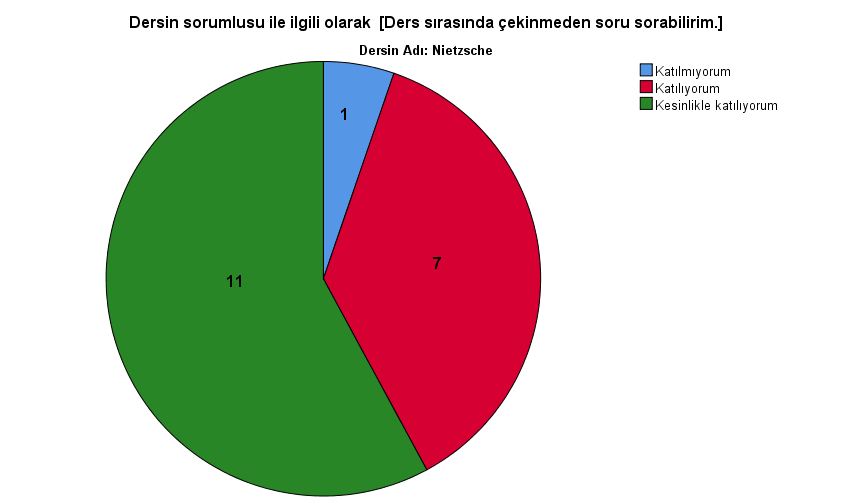 Dersin sorumlusu ile ilgili olarak  [Ders sırasında çekinmeden soru sorabilirim.]
Dersin Adı: Nietzsche
Katılmıyorum
Katılıyorum
Kesinlikle katılıyorum
1
7
11